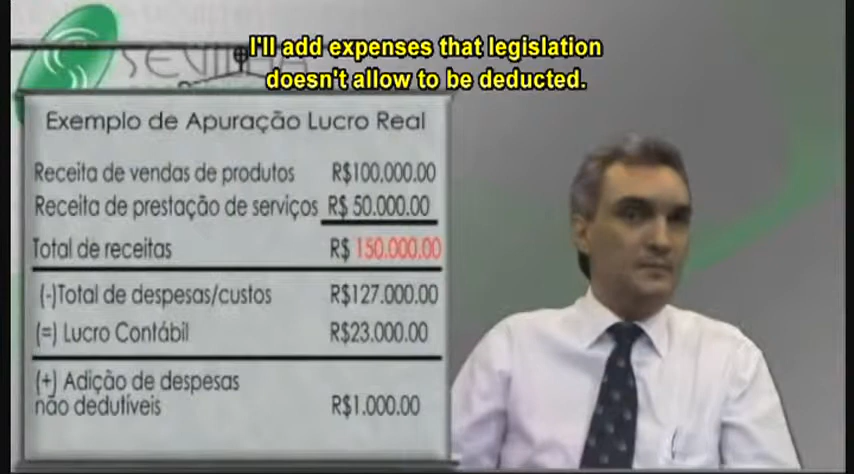 I'll add expenses that legislation
doesn't allow to be deducted.
Exemplo de Apuração Lucro Real
Receita de vendas de produtos R$100.000.00
Receita de prestação de serviços R$ 50.000.00
Total de receitas R$ 150.000.00
(-)Total de despesas/custos R$127.000.00
(=) Lucro Contábil R$23.000.00
(+) Adição de despesas
não dedutíveis R$1.000.00